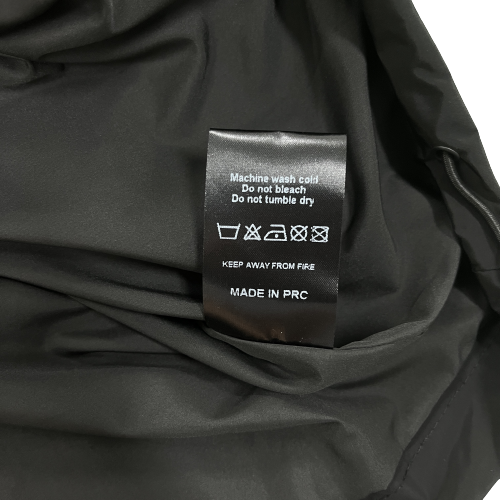 Machine wash cold
Do not bleach
Do not tumble dry
KEEP AWAY FROM FIRE
MADE IN PRC